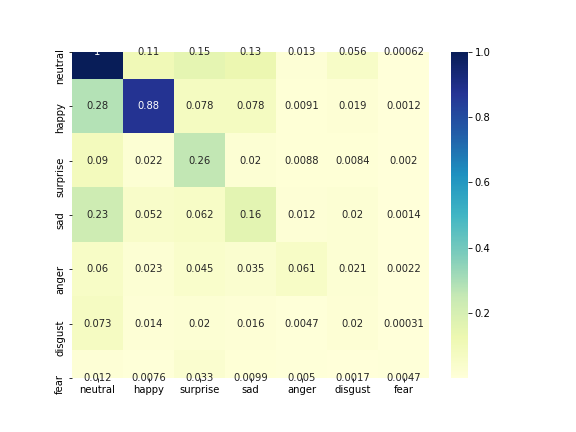 neutral 1 0.11 0.15 0.13 0.013 0.056 0.00062
happy 0.28 0.88 0.078 0.078 0.0091 0.019 0.0012
surprise 0.09 0.022 0.26 0.02 0.0088 0.0084 0.002
sad 0.23 0.052 0.062 0.16 0.012 0.02 0.0014
anger 0.06 0.023 0.045 0.035 0.061 0.021 0.0022
disgust 0.073 0.014 0.02 0.016 0.0047 0.02 0.00031
fear 0.012 0.0076 0.033 0.0099 0.005 0.0017 0.0047
neutral happy surprise sad anger disgust fear
1.0
0.8
0.6
0.4
0.2